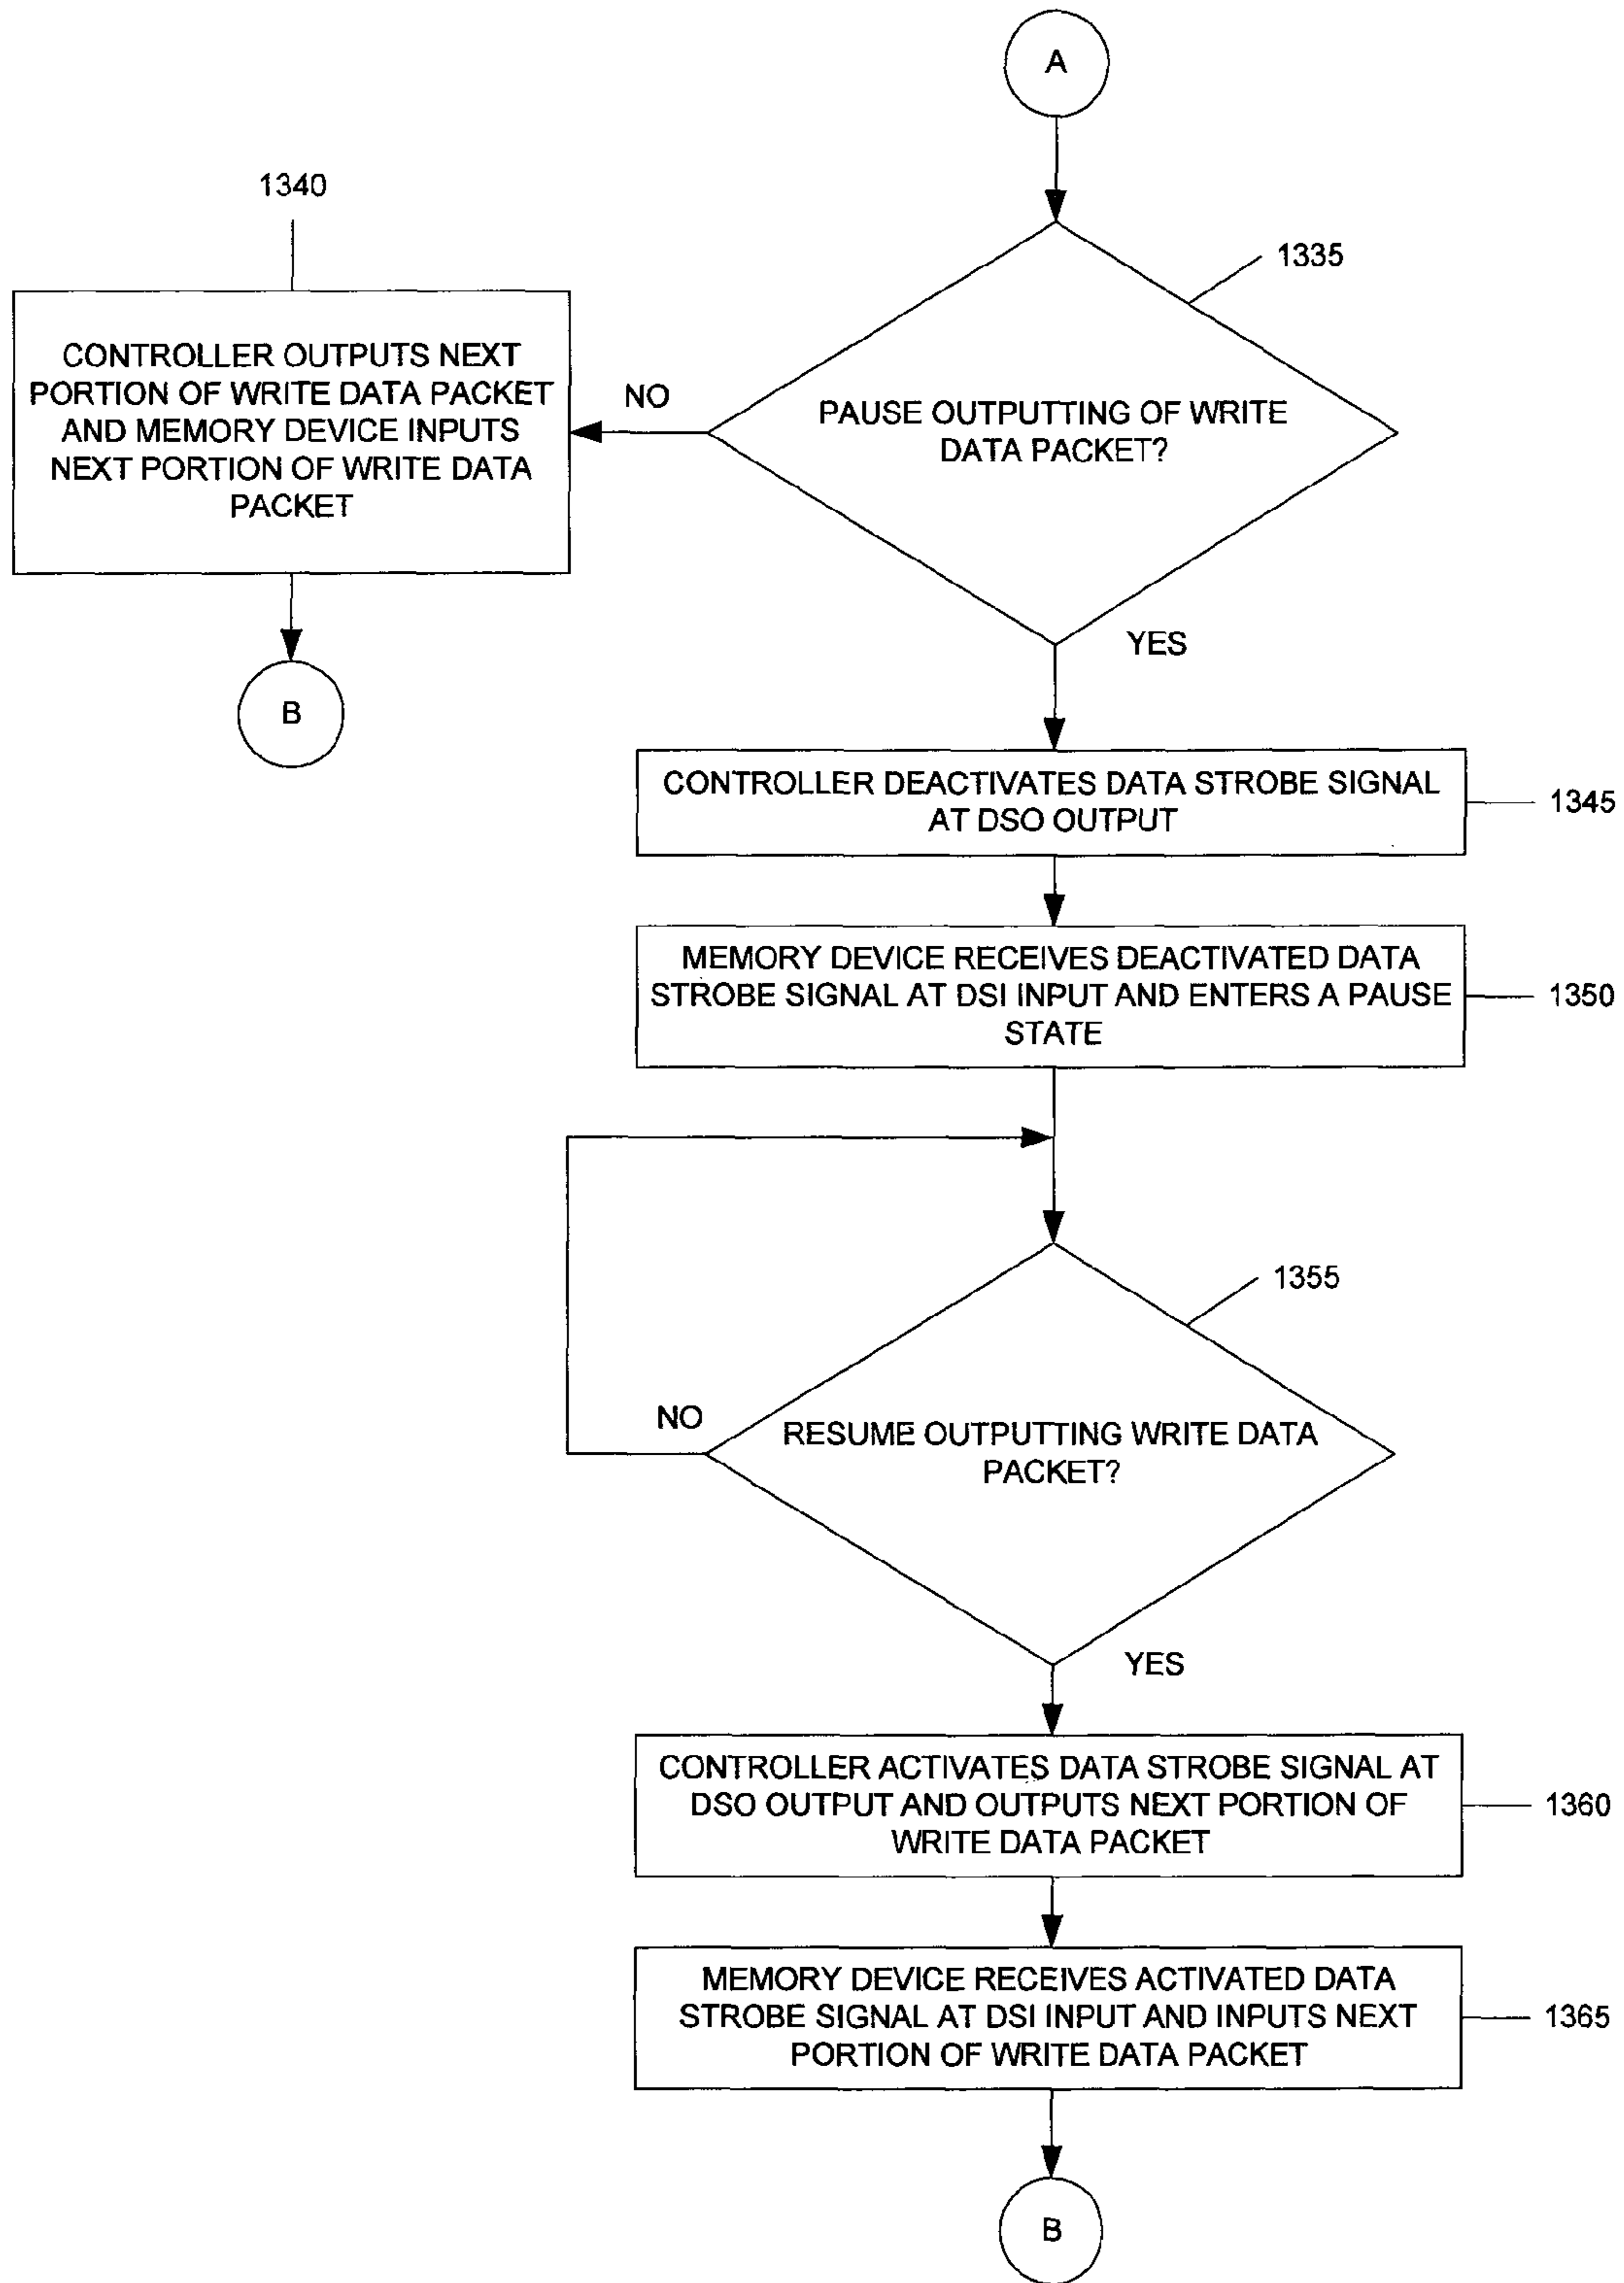 A
1340
1335
CONTROLLER OUTPUTS NEXT
PORTION OF WRITE DATA PACKET
AND MEMORY DEVICE INPUTS
NEXT PORTION OF WRITE DATA
PACKET
NO
PAUSE OUTPUTTING OF WRITE
DATA PACKET?
YES
B
CONTROLLER DEACTIVATES DATA STROBE SIGNAL
AT DSO OUTPUT
1345
MEMORY DEVICE RECEIVES DEACTIVATED DATA
STROBE SIGNAL AT DSI INPUT AND ENTERS A PAUSE
STATE
1350
1355
NO
RESUME OUTPUTTING WRITE DATA
PACKET?
YES
CONTROLLER ACTIVATES DATA STROBE SIGNAL AT
DSO OUTPUT AND OUTPUTS NEXT PORTION OF
WRITE DATA PACKET
1360
MEMORY DEVICE RECEIVES ACTIVATED DATA
STROBE SIGNAL AT DSI INPUT AND INPUTS NEXT
PORTION OF WRITE DATA PACKET
1365
B